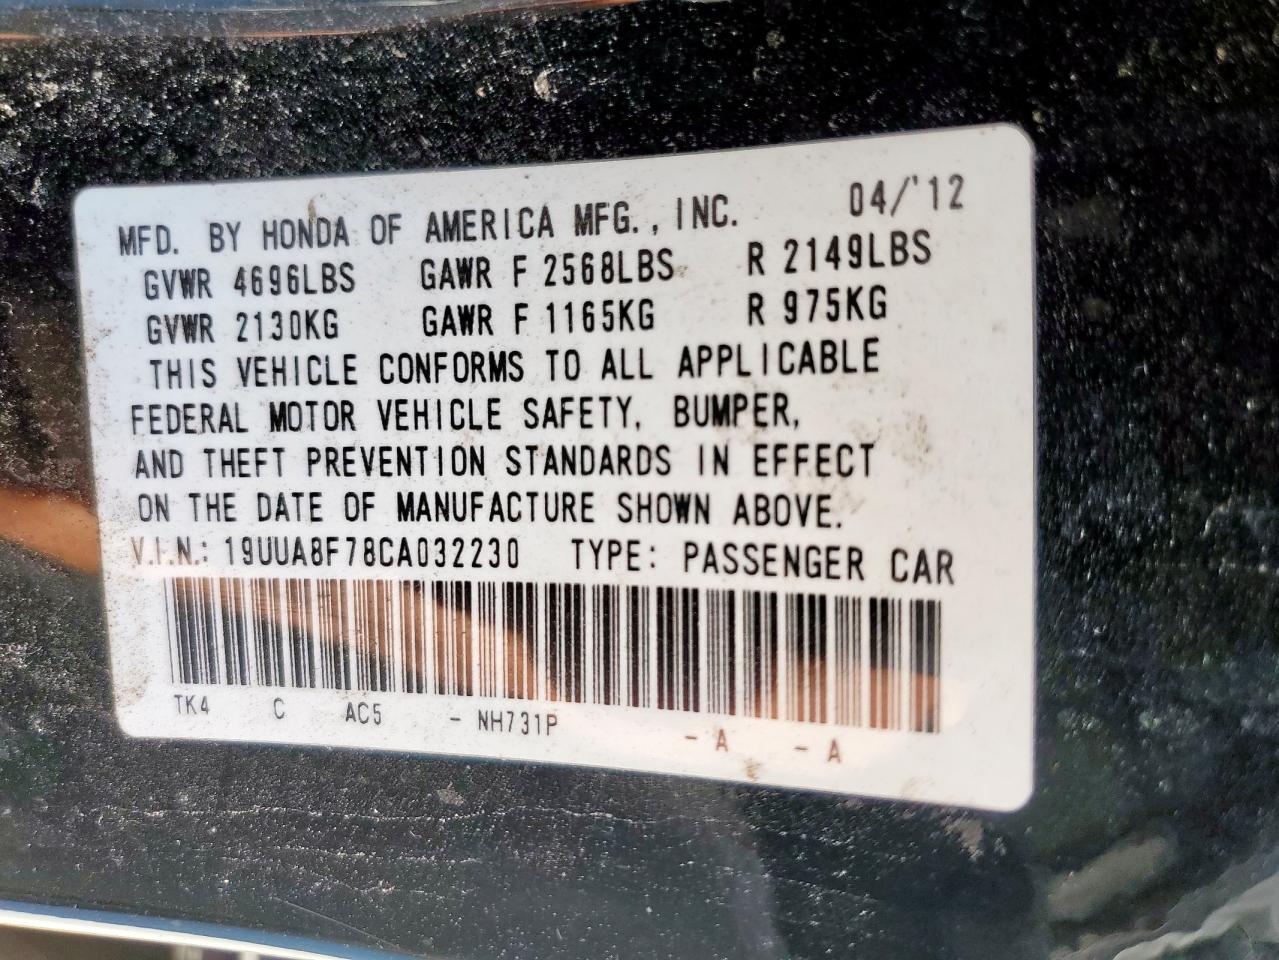 MFD. BY HONDA OF AMERICA MFG., INC. 04/'12
GVWR 4696LBS GAWR F 2568LBS R 2149LBS
GVWR 2130KG GAWR F 1165KG R 975KG
THIS VEHICLE CONFORMS TO ALL APPLICABLE
FEDERAL MOTOR VEHICLE SAFETY, BUMPER,
AND THEFT PREVENTION STANDARDS IN EFFECT
ON THE DATE OF MANUFACTURE SHOWN ABOVE.
V.I.N.: 19UUA8F78CA032230 TYPE: PASSENGER CAR
TK4 C AC5 - NH731P - A - A